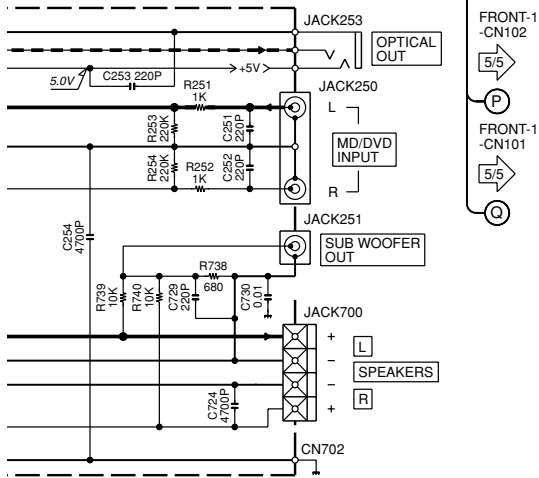 JACK253
OPTICAL
OUT
5.0V
C253 220P
+5V
R251
1K
JACK250
L
R253
220K
C251
220P
MD/DVD
INPUT
R254
220K
R252
1K
C252
220P
R
C254
4700P
JACK251
SUB WOOFER
OUT
R739
10K
R740
10K
C729
220P
R738
680
C730
0.01
JACK700
+
L
−
SPEAKERS
−
R
+
C724
4700P
CN702
FRONT-1
-CN102
5/5
P
FRONT-1
-CN101
5/5
Q